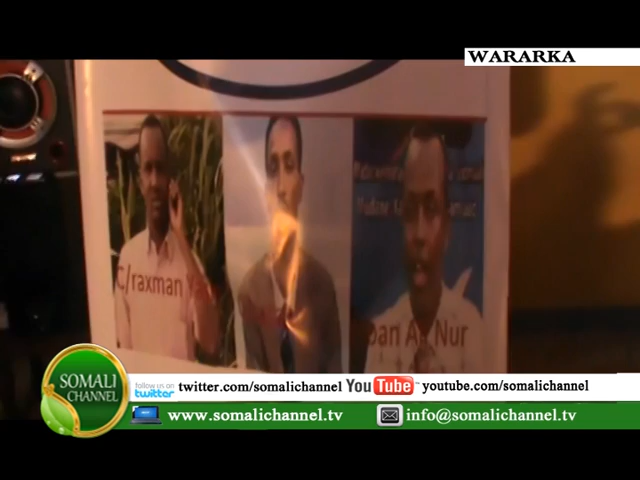 WARARKA
C/raxman
Nur
SOMALI
CHANNEL
follow us on
twitter
twitter.com/somalichannel
YouTube
youtube.com/somalichannel
www.somalichannel.tv
info@somalichannel.tv